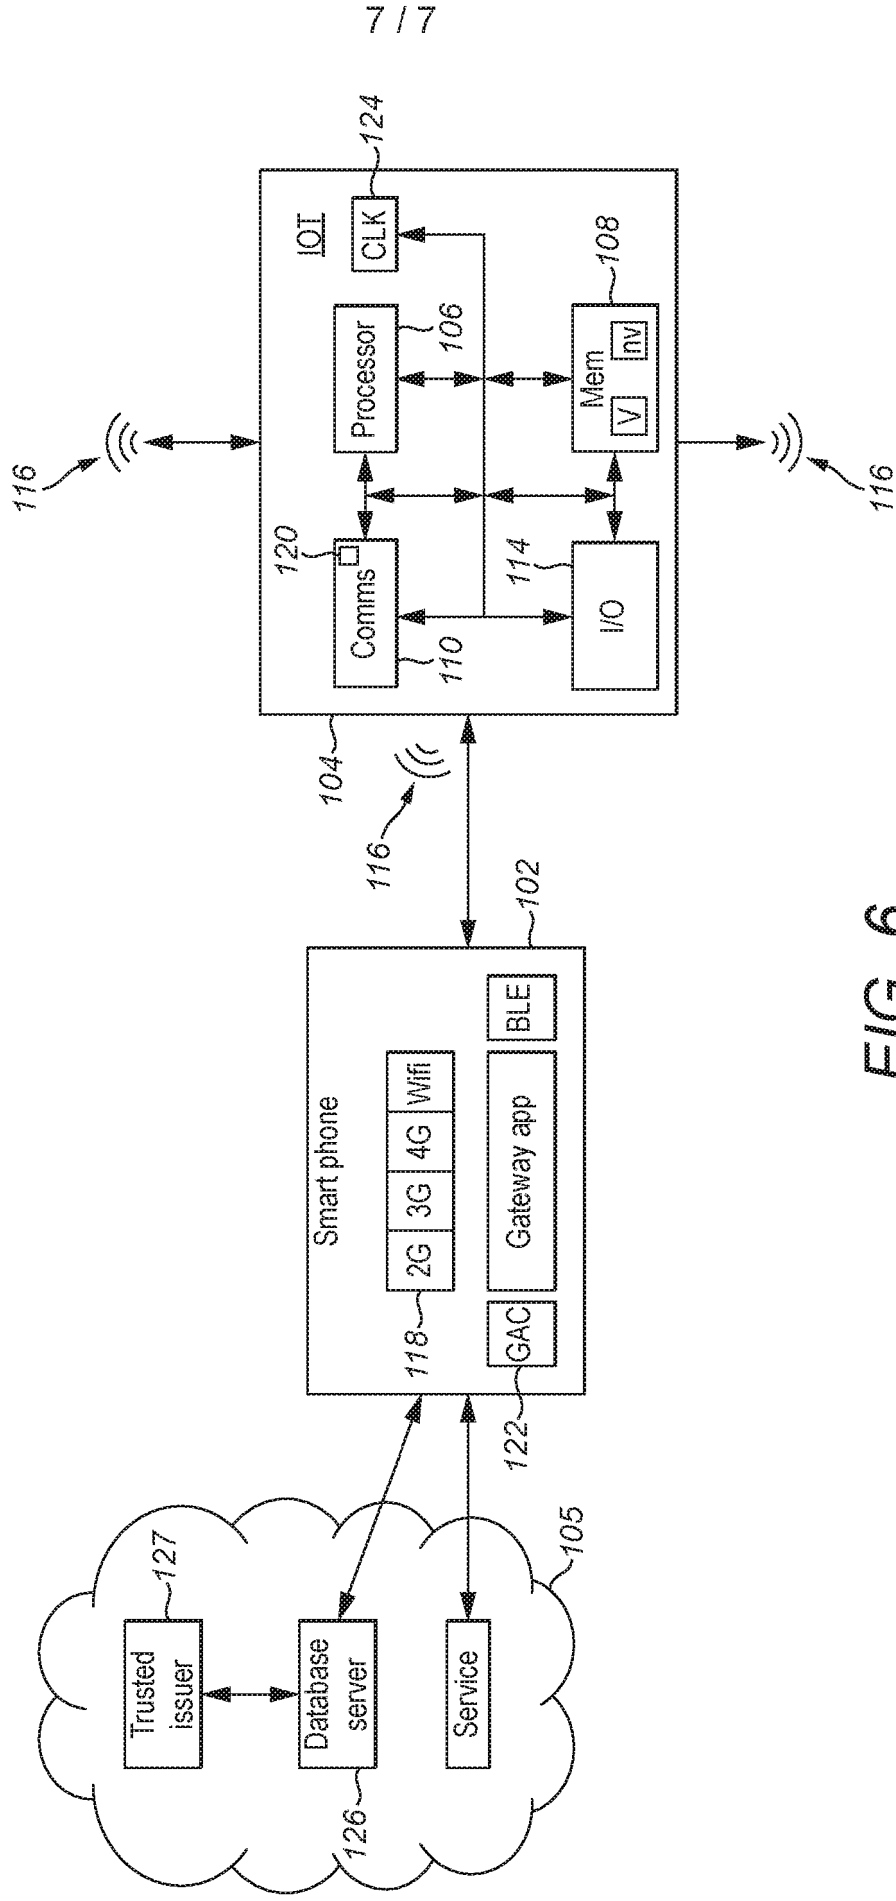 7 / 7
116
IOT
124
CLK
Processor
106
120
Comms
110
Mem
V
nv
108
114
I/O
116
104
116
102
Smart phone
2G
3G
4G
Wifi
118
GAC
Gateway app
BLE
122
127
Trusted
issuer
Database
server
126
Service
105
FIG. 6